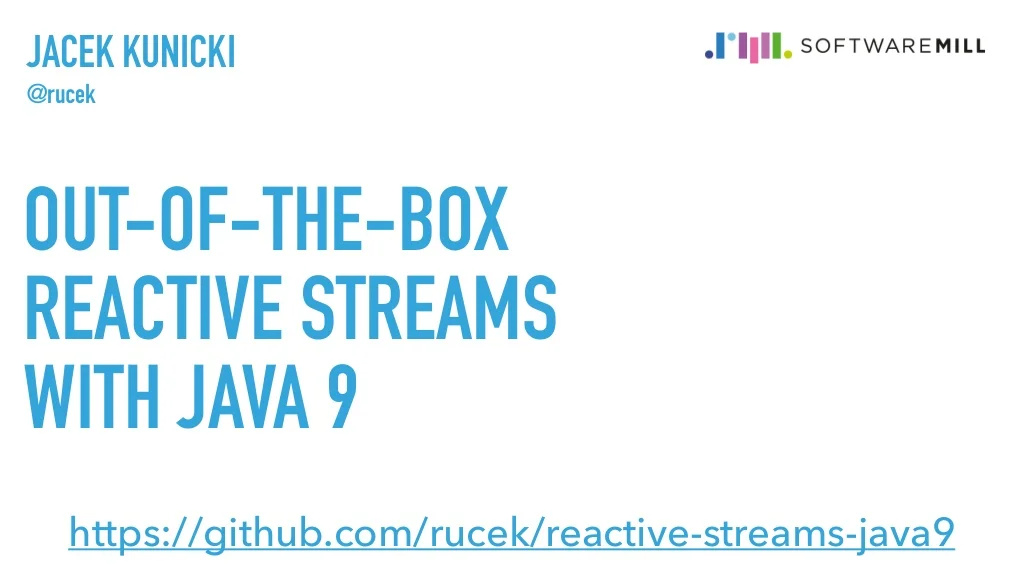 JACEK KUNICKI
@rucek
SOFTWAREMILL
OUT-OF-THE-BOX
REACTIVE STREAMS
WITH JAVA 9
https://github.com/rucek/reactive-streams-java9